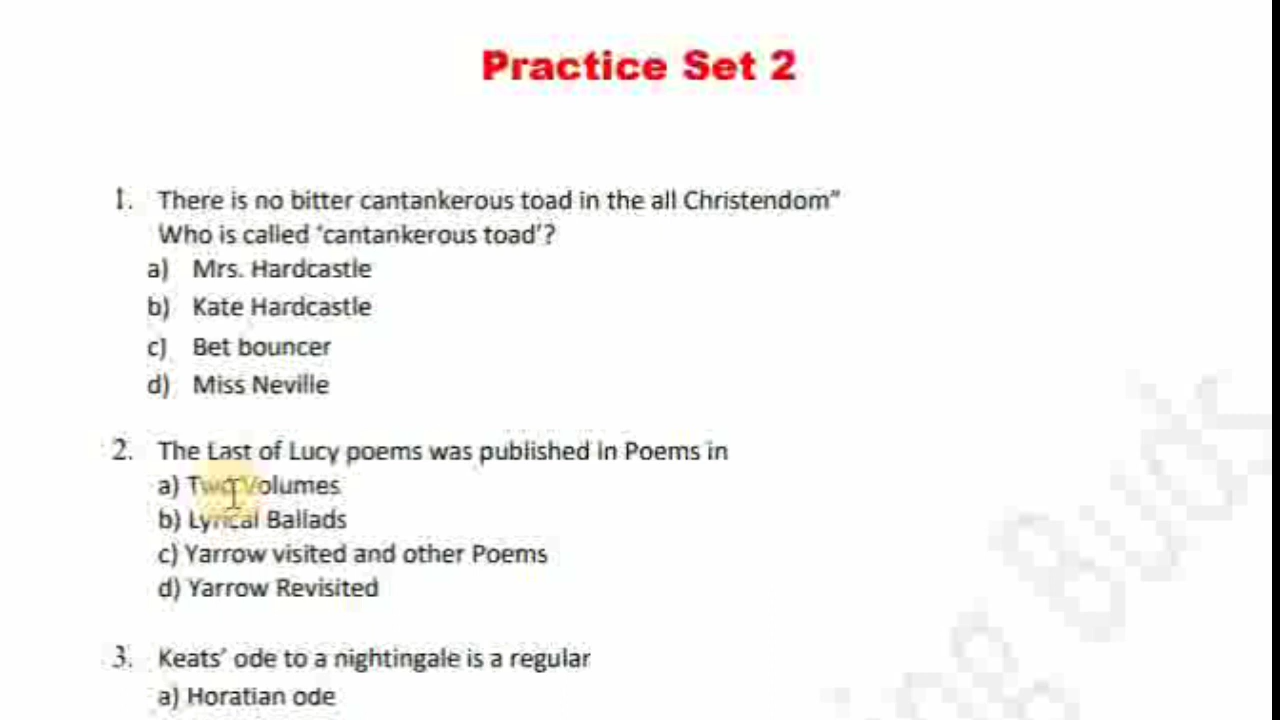 Practice Set 2
1. There is no bitter cantankerous toad in the all Christendom"
Who is called 'cantankerous toad'?
a) Mrs. Hardcastle
b) Kate Hardcastle
c) Bet bouncer
d) Miss Neville
2. The Last of Lucy poems was published in Poems in
a) Two Volumes
b) Lyrical Ballads
c) Yarrow visited and other Poems
d) Yarrow Revisited
3. Keats' ode to a nightingale is a regular
a) Horatian ode